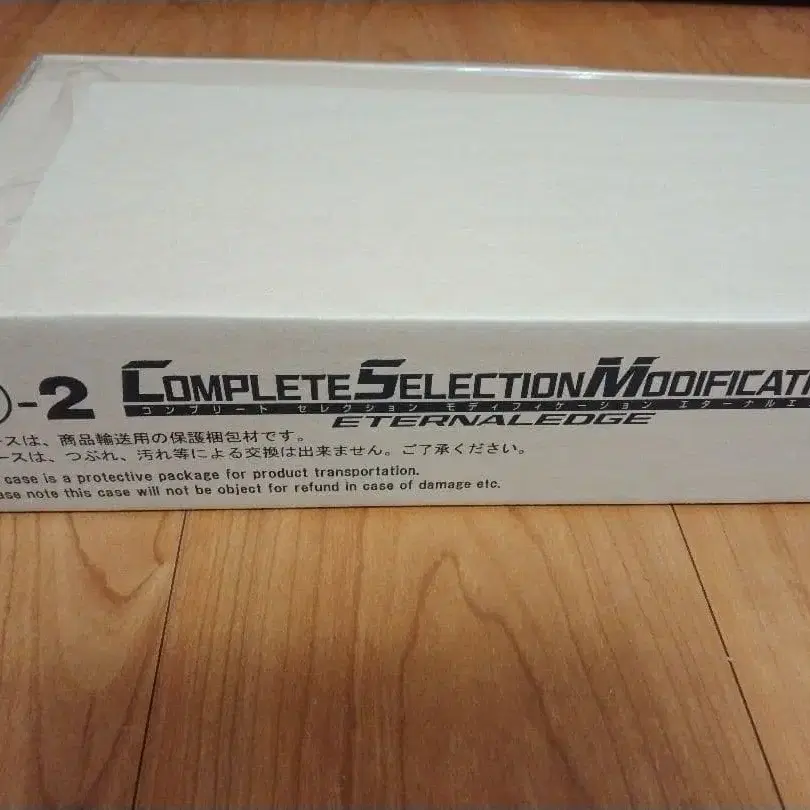 )-2 COMPLETE SELECTION MODIFICATI
コンプリート セレクション モディフィケーション エターナルエ
ETERNALEDGE
ースは、商品輸送用の保護梱包材です。
ースは、つぶれ、汚れ等による交換は出来ません。ご了承ください。
case is a protective package for product transportation.
ase note this case will not be object for refund in case of damage etc.